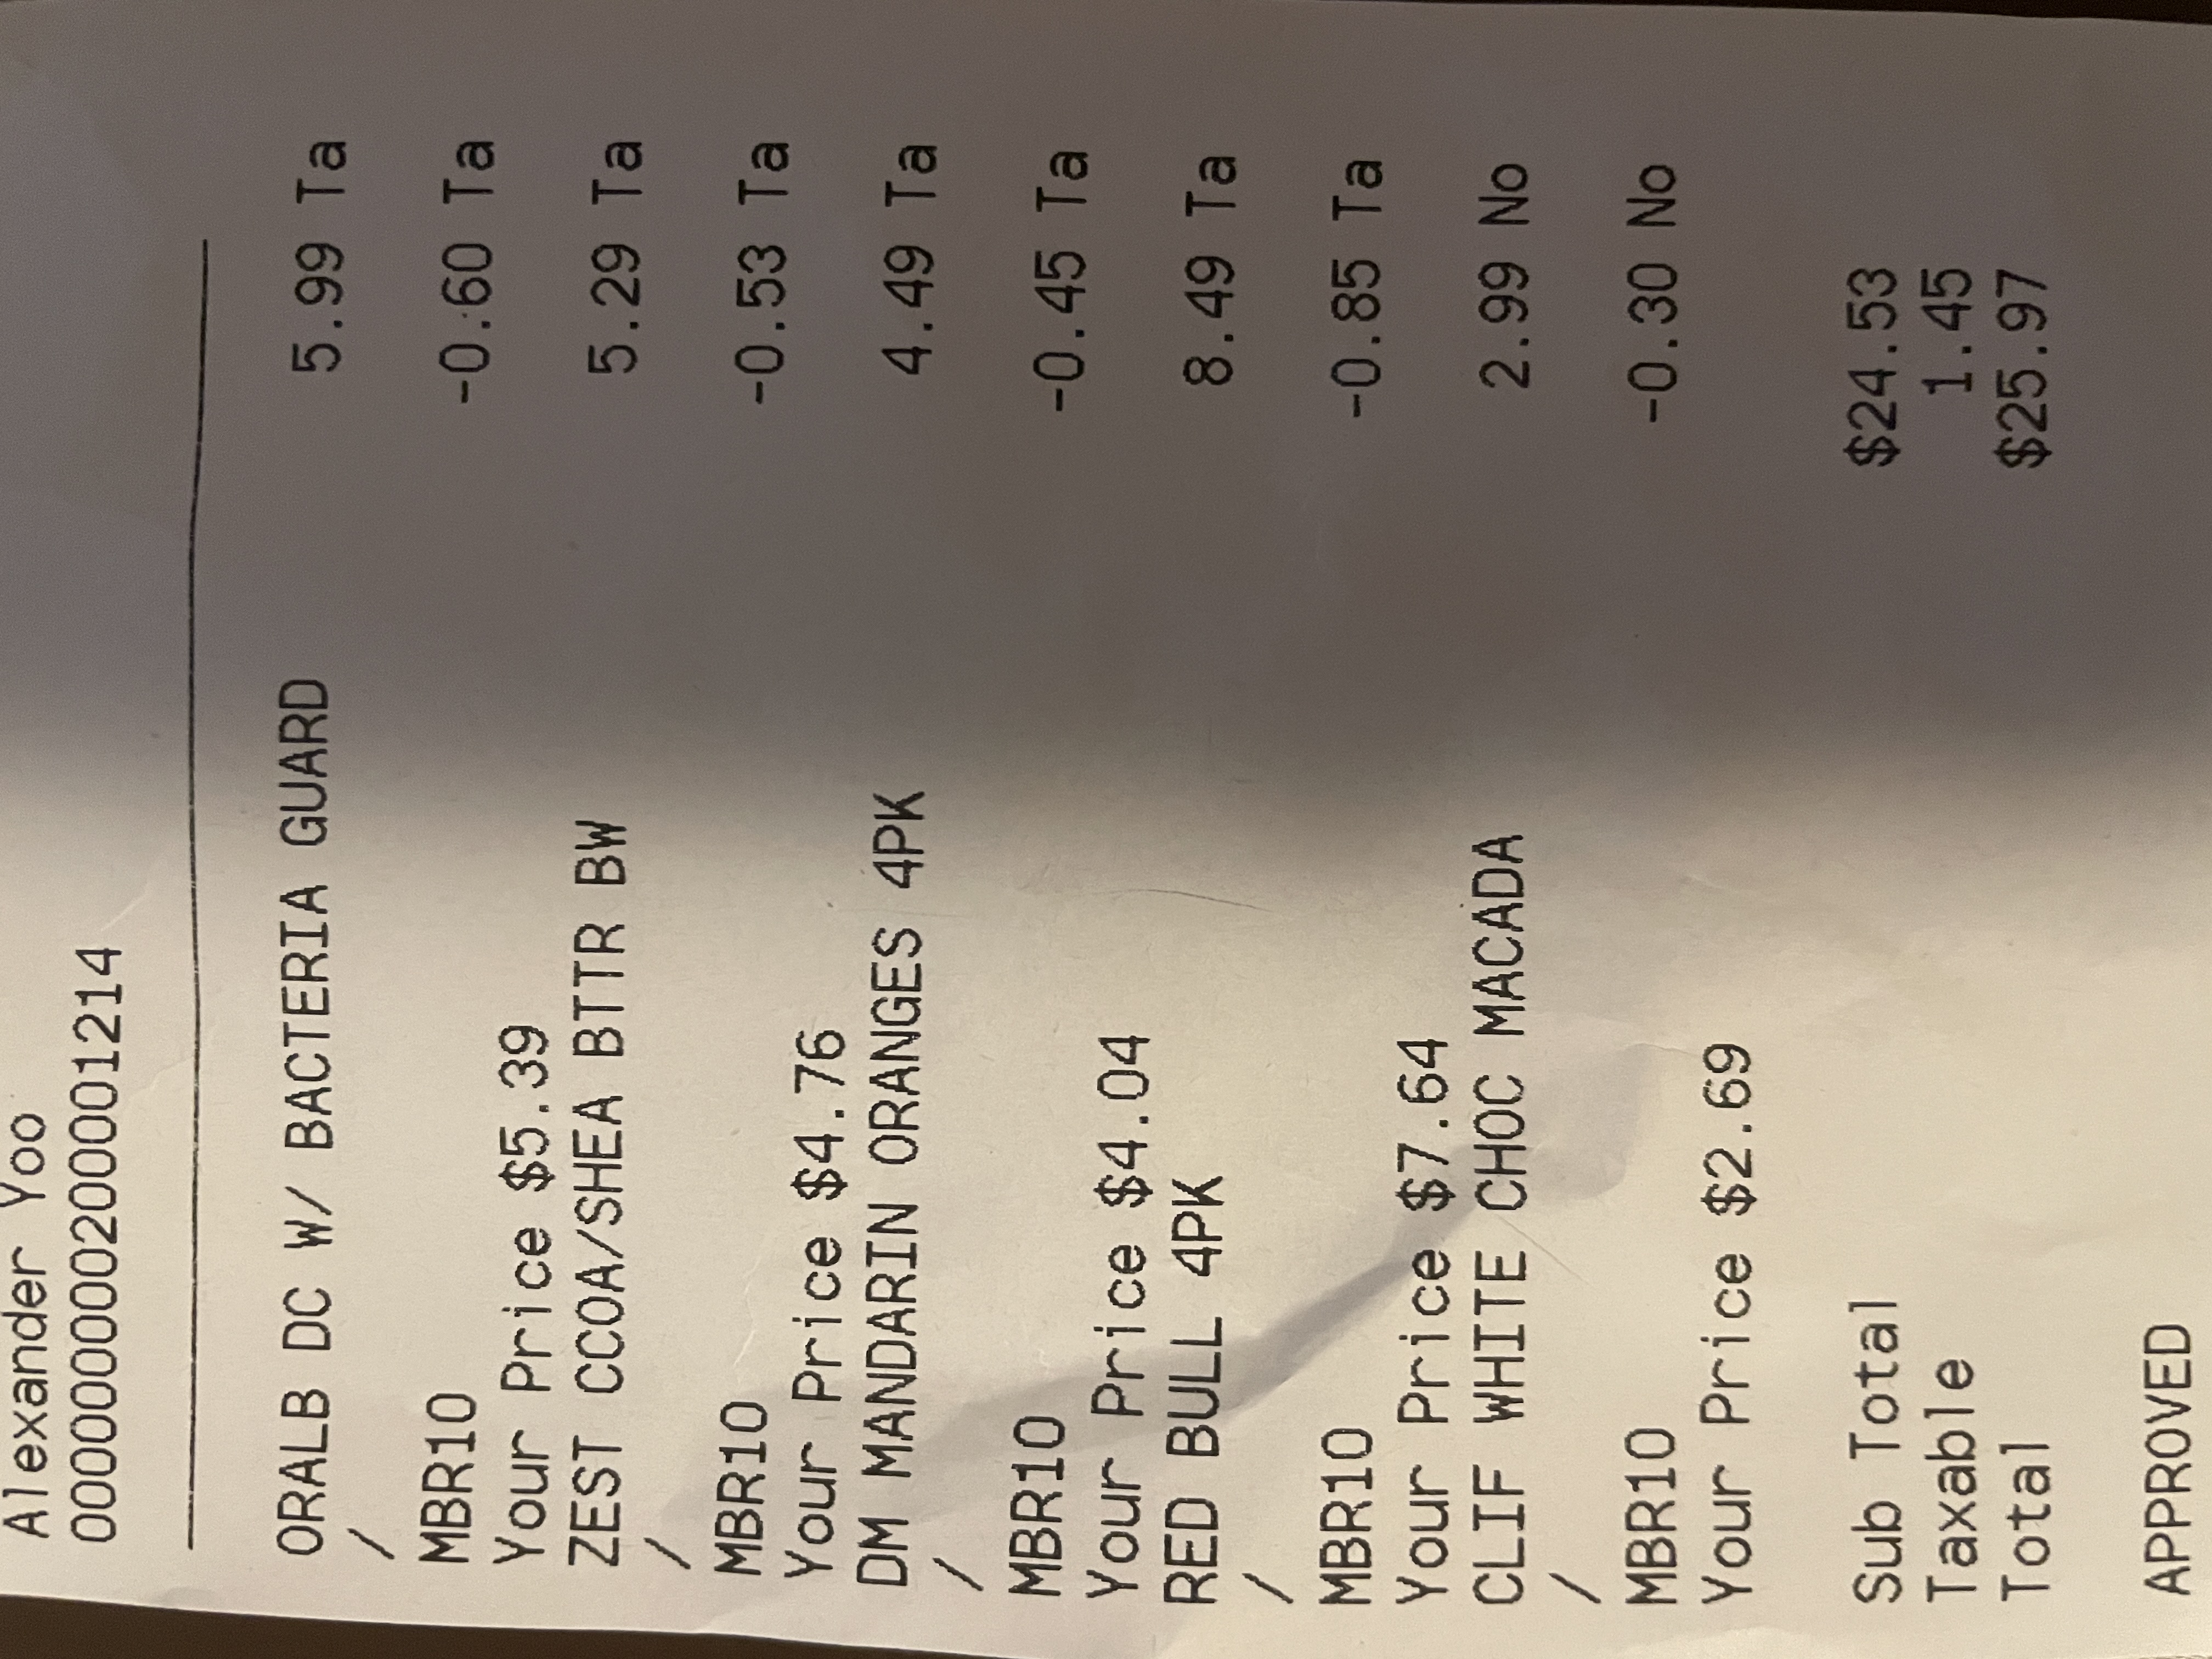 Alexander Yoo
0000000000200001214
ORALB DC W/ BACTERIA GUARD 5.99 Ta
/
MBR10 -0.60 Ta
Your Price $5.39
ZEST CCOA/SHEA BTTR BW 5.29 Ta
/
MBR10 -0.53 Ta
Your Price $4.76
DM MANDARIN ORANGES 4PK 4.49 Ta
/
MBR10 -0.45 Ta
Your Price $4.04
RED BULL 4PK 8.49 Ta
/
MBR10 -0.85 Ta
Your Price $7.64
CLIF WHITE CHOC MACADA 2.99 No
/
MBR10 -0.30 No
Your Price $2.69
Sub Total $24.53
Taxable 1.45
Total $25.97
APPROVED